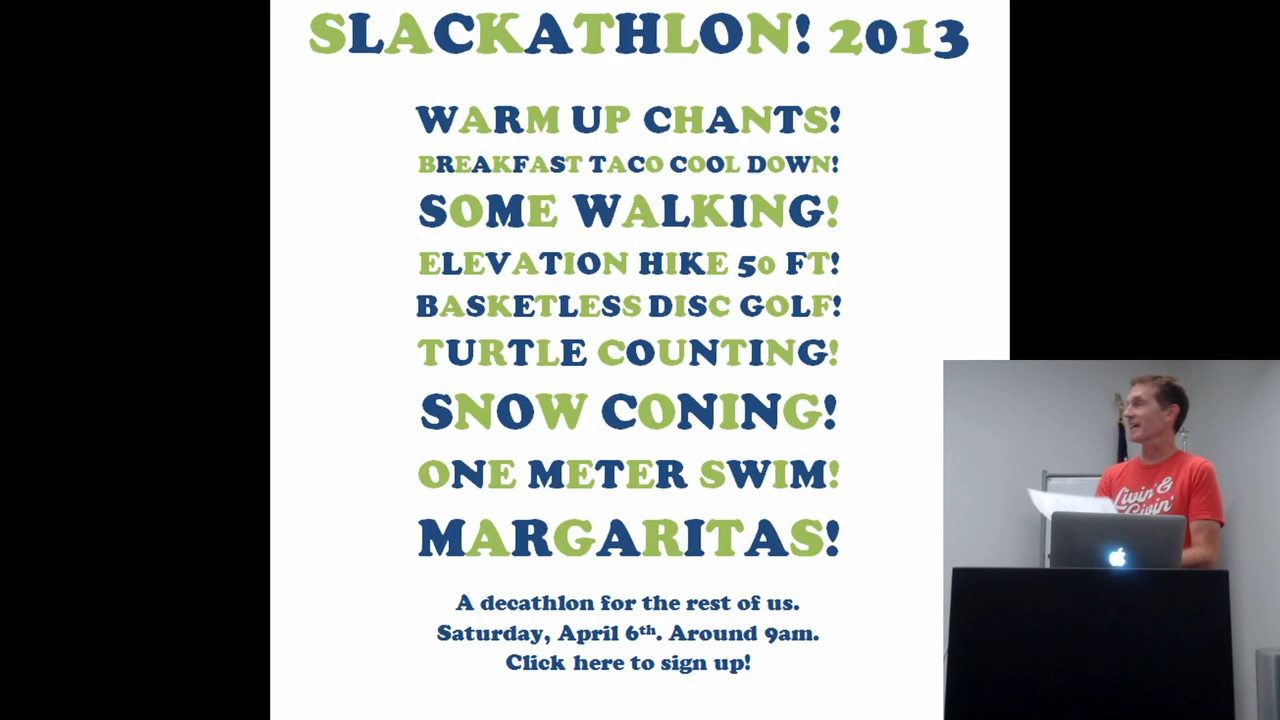 SLACKATHLON! 2013
WARM UP CHANTS!
BREAKFAST TACO COOL DOWN!
SOME WALKING!
ELEVATION HIKE 50 FT!
BASKETLESS DISC GOLF!
TURTLE COUNTING!
SNOW CONING!
ONE METER SWIM!
MARGARITAS!
A decathlon for the rest of us.
Saturday, April 6th. Around 9am.
Click here to sign up!
Livin' &
Givin'